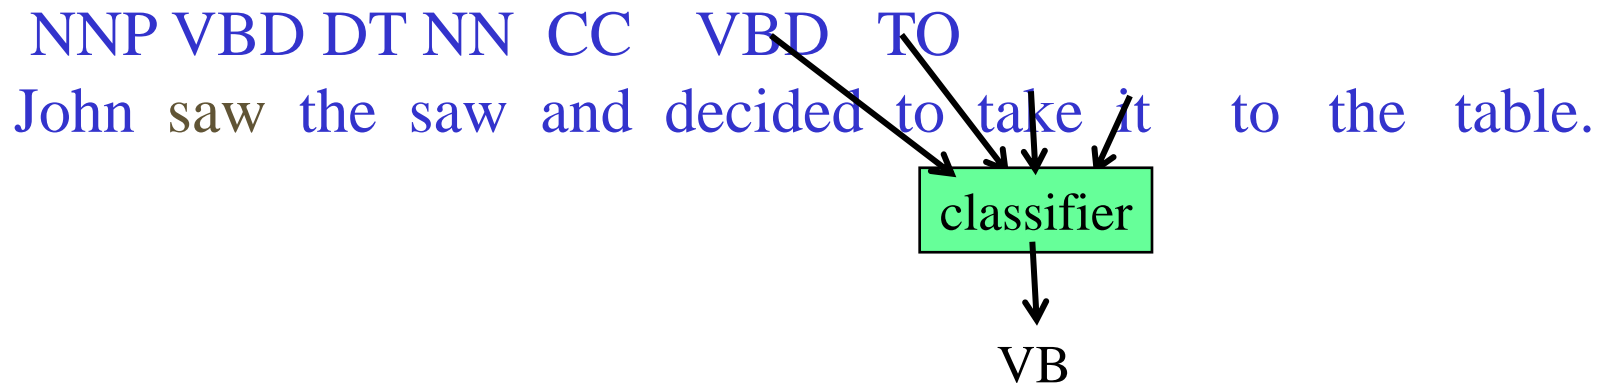 NNP VBD DT NN CC VBD TO
John saw the saw and decided to take it to the table.
classifier
VB